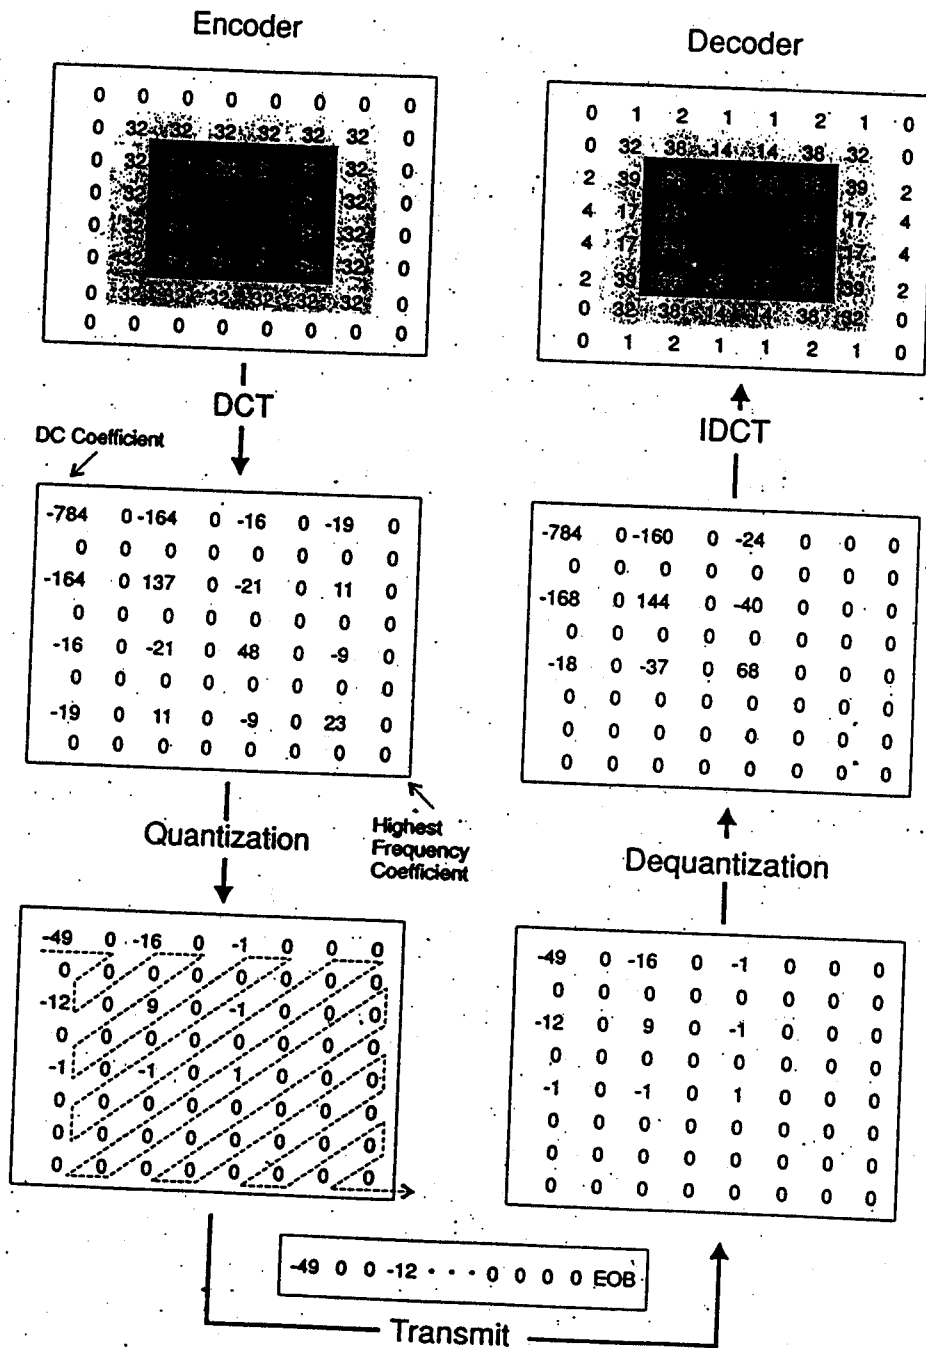 Encoder
0 0 0 0 0 0 0 0
0 32 32 32 32 32 32 0
0 32 32 0
0 32 32 0
0 32 32 0
0 32 32 0
0 32 32 32 32 32 32 0
0 0 0 0 0 0 0 0
DCT
DC Coefficient
-784 0 -164 0 -16 0 -19 0
0 0 0 0 0 0 0 0
-164 0 137 0 -21 0 11 0
0 0 0 0 0 0 0 0
-16 0 -21 0 48 0 -9 0
0 0 0 0 0 0 0 0
-19 0 11 0 -9 0 23 0
0 0 0 0 0 0 0 0
Quantization
Highest
Frequency
Coefficient
-49 0 -16 0 -1 0 0 0
0 0 0 0 0 0 0 0
-12 0 9 0 -1 0 0 0
0 0 0 0 0 0 0 0
-1 0 -1 0 1 0 0 0
0 0 0 0 0 0 0 0
0 0 0 0 0 0 0 0
0 0 0 0 0 0 0 0
-49 0 0 -12 · · · 0 0 0 0 EOB
Transmit
Decoder
0 1 2 1 1 2 1 0
0 32 38 14 14 38 32 0
2 39 39 2
4 17 17 4
4 17 17 4
2 39 39 2
0 32 38 14 14 38 32 0
0 1 2 1 1 2 1 0
IDCT
-784 0 -160 0 -24 0 0 0
0 0 0 0 0 0 0 0
-168 0 144 0 -40 0 0 0
0 0 0 0 0 0 0 0
-18 0 -37 0 68 0 0 0
0 0 0 0 0 0 0 0
0 0 0 0 0 0 0 0
0 0 0 0 0 0 0 0
Dequantization
-49 0 -16 0 -1 0 0 0
0 0 0 0 0 0 0 0
-12 0 9 0 -1 0 0 0
0 0 0 0 0 0 0 0
-1 0 -1 0 1 0 0 0
0 0 0 0 0 0 0 0
0 0 0 0 0 0 0 0
0 0 0 0 0 0 0 0